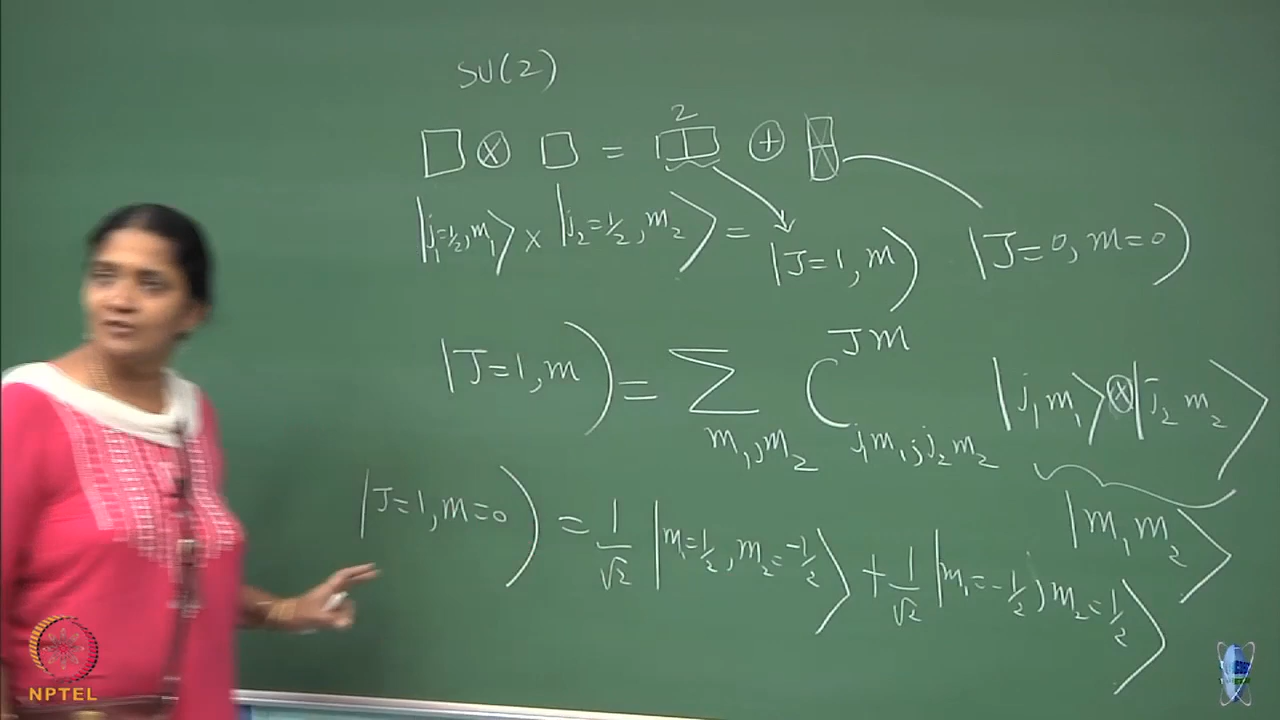 SU(2)
□ ⊗ □ = □□ 2 ⊕
|j₁=1/2, m₁⟩ × |j₂=1/2, m₂⟩ = |J=1, m) |J=0, m=0)
|J=1, m) = Σ_{m₁, m₂} C^{J m}_{j₁m₁; j₂m₂} |j₁ m₁⟩ ⊗ |j₂ m₂⟩
|m₁ m₂⟩
|J=1, m=0) = 1/√2 |m₁=1/2, m₂=-1/2⟩ + 1/√2 |m₁=-1/2, m₂=1/2⟩
NPTEL